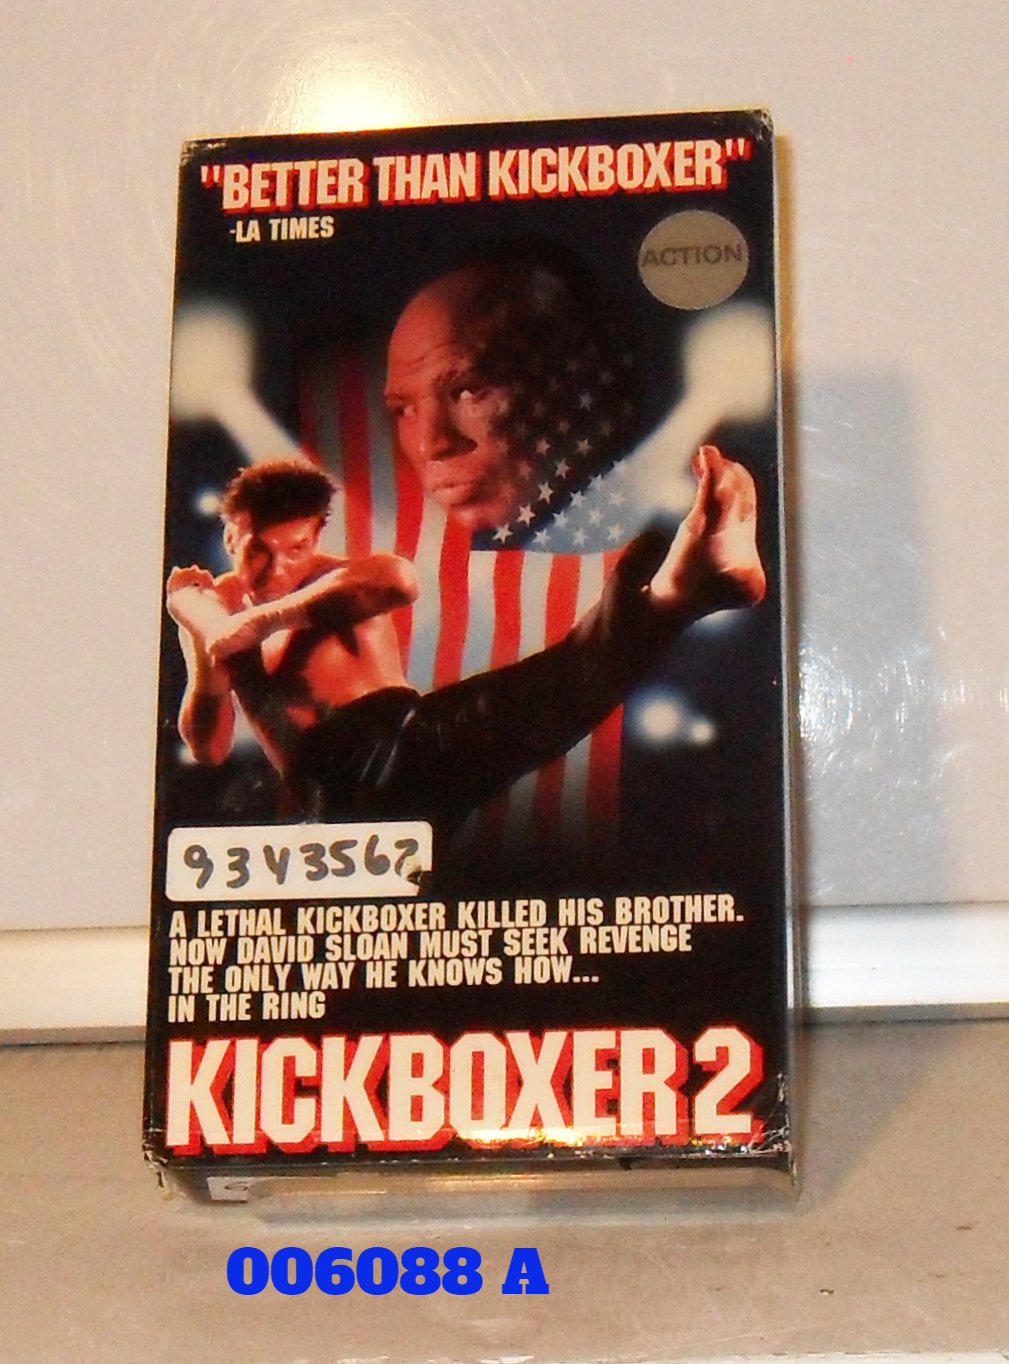 "BETTER THAN KICKBOXER"
-LA TIMES
ACTION
9343562
A LETHAL KICKBOXER KILLED HIS BROTHER.
NOW DAVID SLOAN MUST SEEK REVENGE
THE ONLY WAY HE KNOWS HOW...
IN THE RING
KICKBOXER 2
006088 A